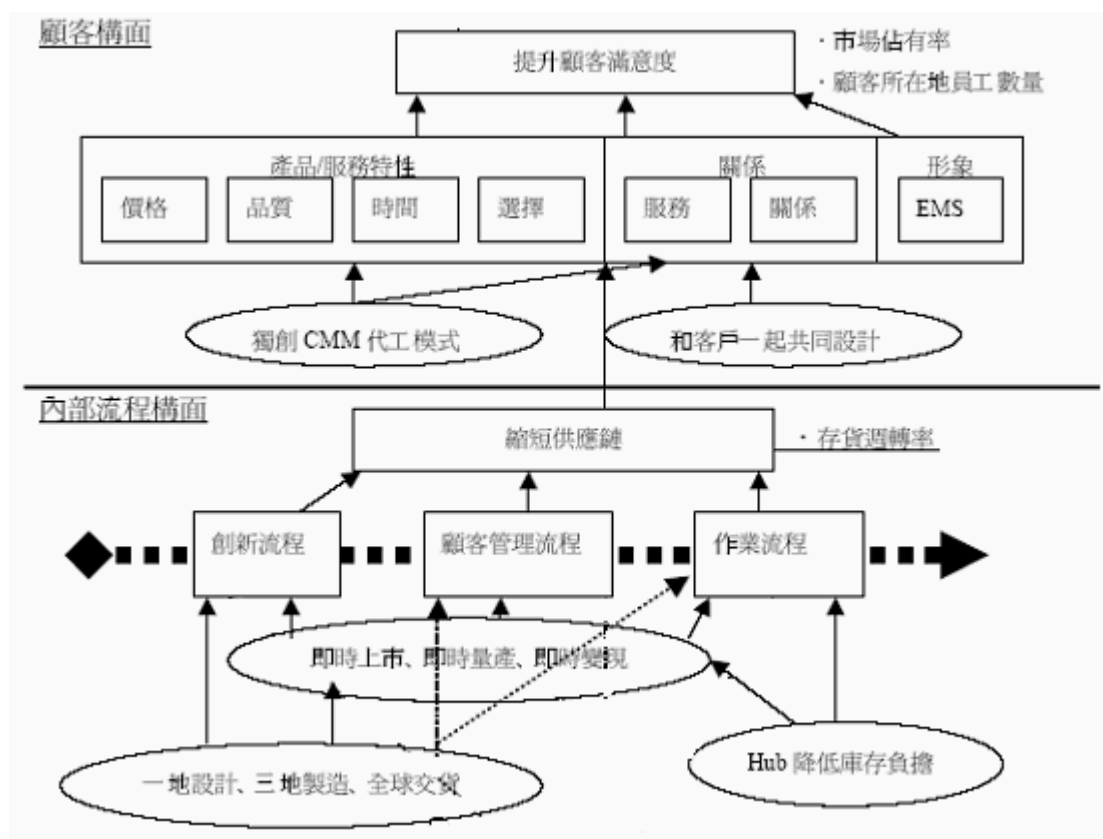 顧客構面
提升顧客滿意度
·市場佔有率
·顧客所在地員工數量
產品/服務特性
關係
形象
價格
品質
時間
選擇
服務
關係
EMS
獨創 CMM 代工模式
和客戶一起共同設計
內部流程構面
縮短供應鏈
·存貨週轉率
創新流程
顧客管理流程
作業流程
即時上市、即時量產、即時變現
一地設計、三地製造、全球交貨
Hub 降低庫存負擔